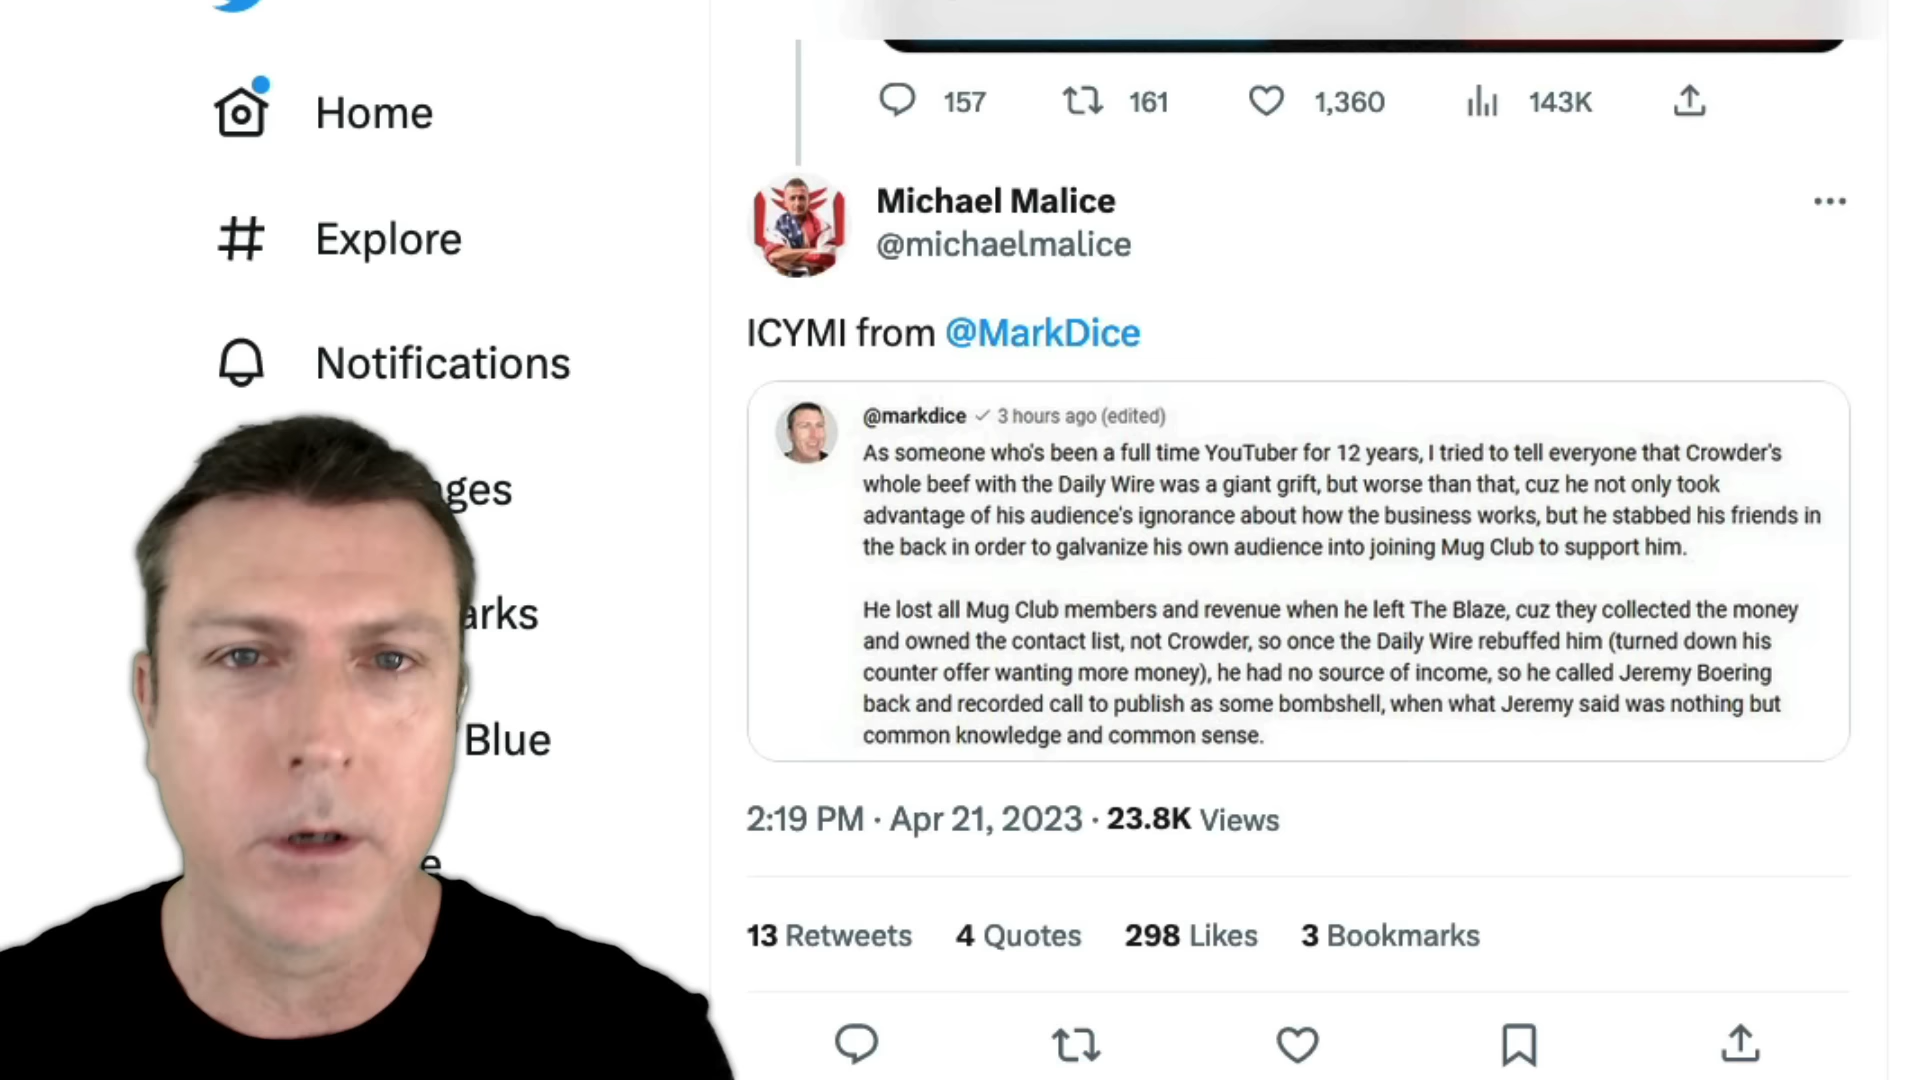 157 161 1,360 143K
Home
Explore
Notifications
ges
arks
Blue
e
Michael Malice
@michaelmalice
ICYMI from @MarkDice
@markdice 3 hours ago (edited)
As someone who's been a full time YouTuber for 12 years, I tried to tell everyone that Crowder's
whole beef with the Daily Wire was a giant grift, but worse than that, cuz he not only took
advantage of his audience's ignorance about how the business works, but he stabbed his friends in
the back in order to galvanize his own audience into joining Mug Club to support him.
He lost all Mug Club members and revenue when he left The Blaze, cuz they collected the money
and owned the contact list, not Crowder, so once the Daily Wire rebuffed him (turned down his
counter offer wanting more money), he had no source of income, so he called Jeremy Boering
back and recorded call to publish as some bombshell, when what Jeremy said was nothing but
common knowledge and common sense.
2:19 PM · Apr 21, 2023 · 23.8K Views
13 Retweets 4 Quotes 298 Likes 3 Bookmarks